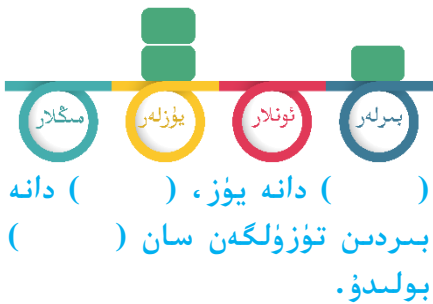 مىڭلار يۈزلەر ئونلار بىرلەر
(        ) دانە يۈز، (        ) دانە
بىردىن تۈزۈلگەن سان (        )
بولىدۇ.